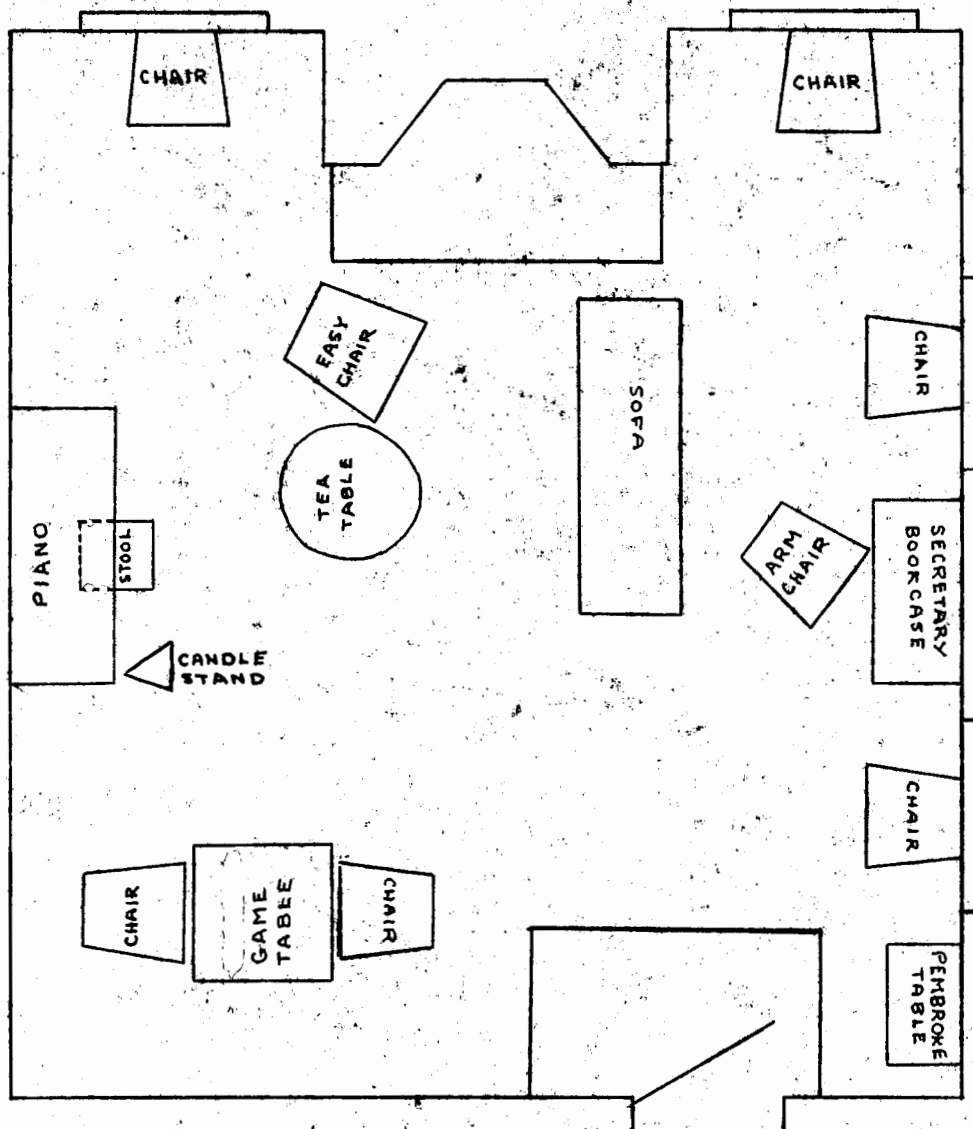 CHAIR
CHAIR
EASY
CHAIR
SOFA
CHAIR
TEA
TABLE
PIANO
STOOL
ARM
CHAIR
SECRETARY
BOOKCASE
CANDLE
STAND
CHAIR
CHAIR
GAME
TABLE
CHAIR
PEMBROKE
TABLE